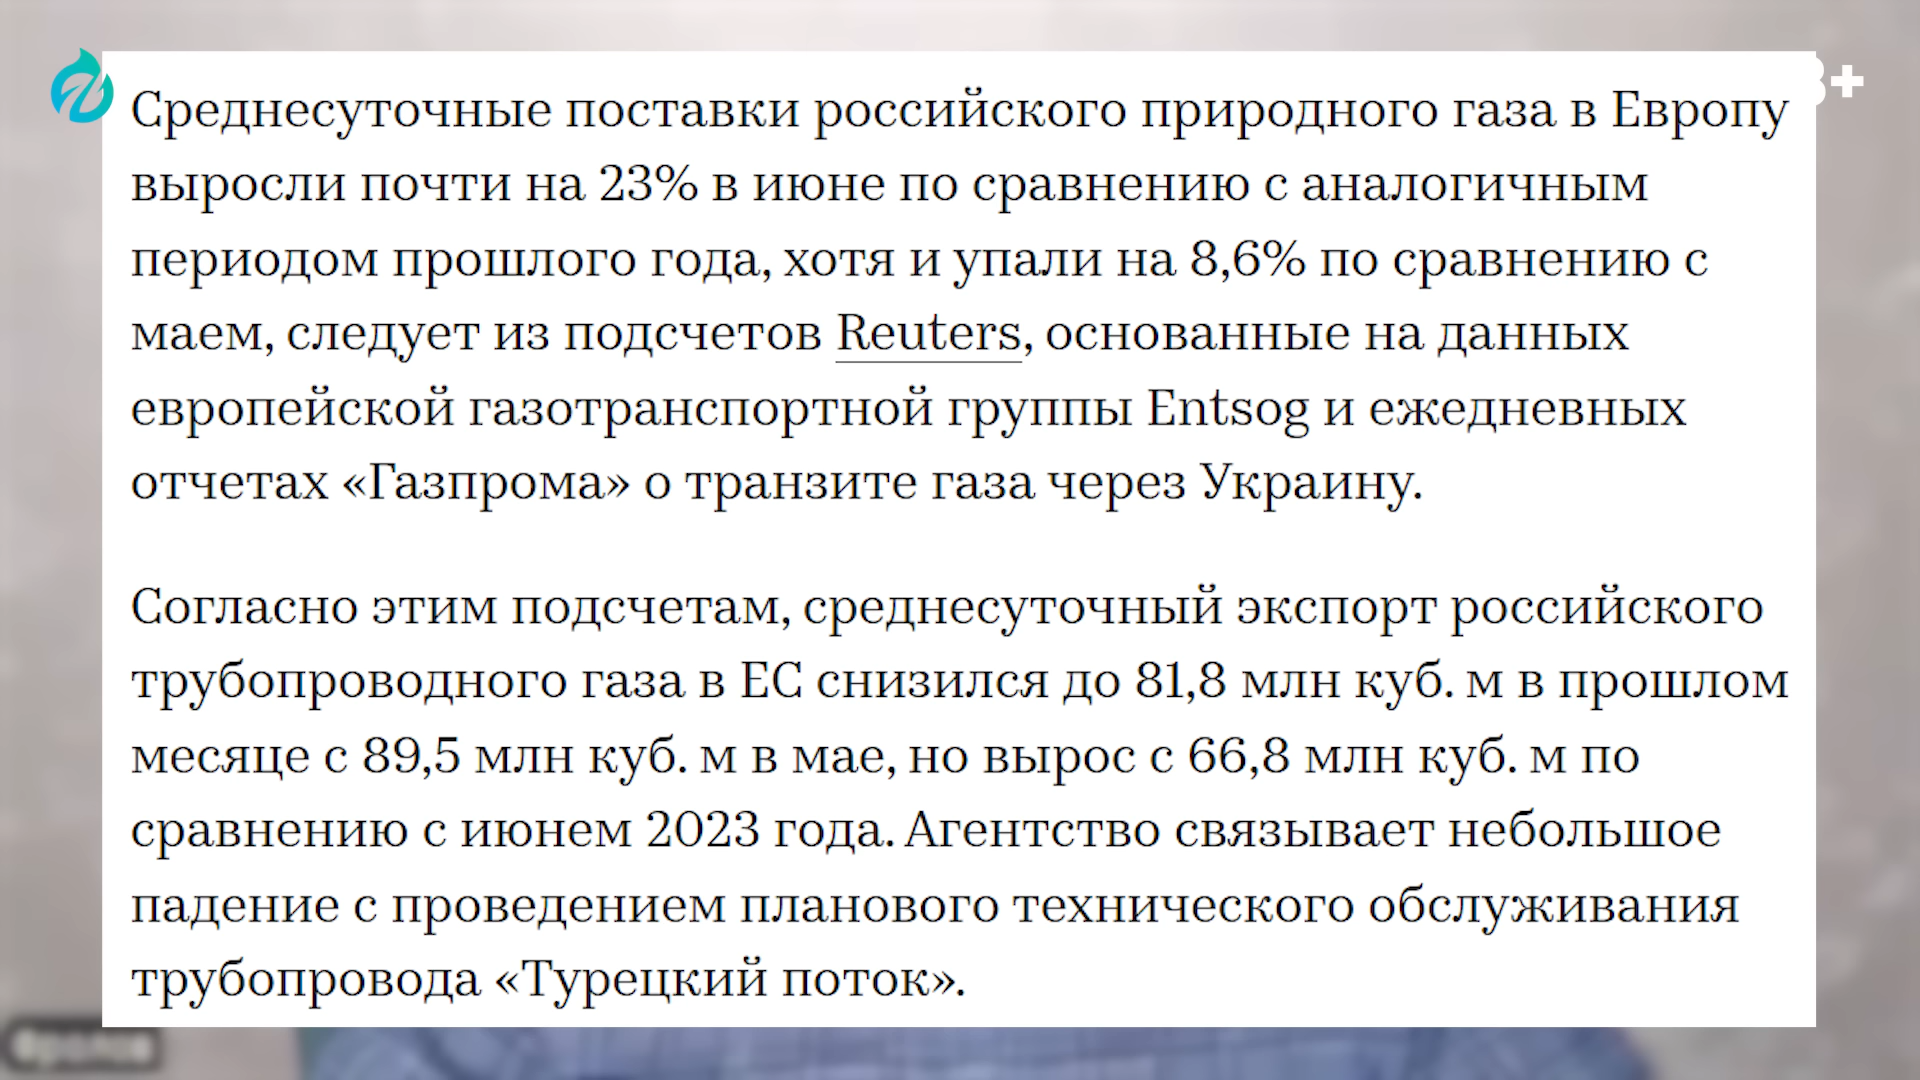 Среднесуточные поставки российского природного газа в Европу
выросли почти на 23% в июне по сравнению с аналогичным
периодом прошлого года, хотя и упали на 8,6% по сравнению с
маем, следует из подсчетов Reuters, основанные на данных
европейской газотранспортной группы Entsog и ежедневных
отчетах «Газпрома» о транзите газа через Украину.
Согласно этим подсчетам, среднесуточный экспорт российского
трубопроводного газа в ЕС снизился до 81,8 млн куб. м в прошлом
месяце с 89,5 млн куб. м в мае, но вырос с 66,8 млн куб. м по
сравнению с июнем 2023 года. Агентство связывает небольшое
падение с проведением планового технического обслуживания
трубопровода «Турецкий поток».